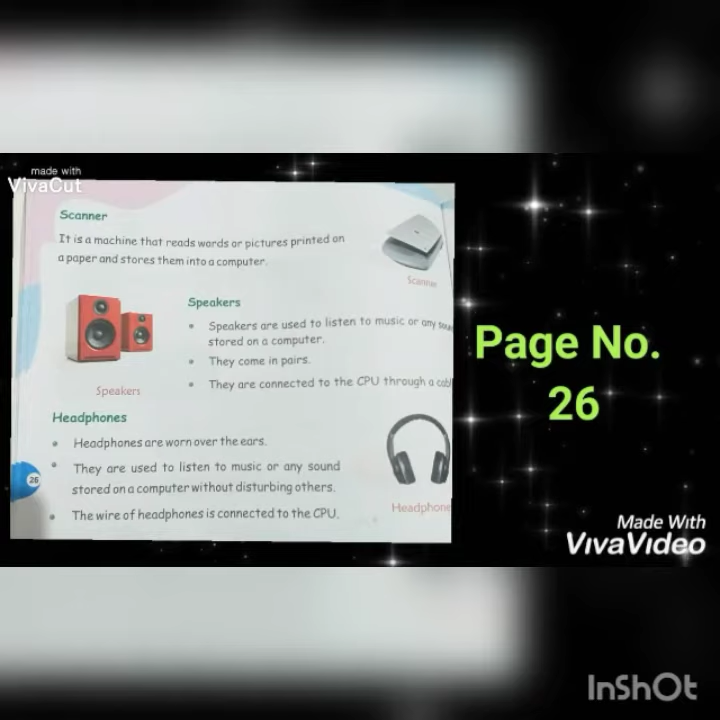 made with
VivaCut
Scanner
It is a machine that reads words or pictures printed on
a paper and stores them into a computer.
Scanner
Speakers
• Speakers are used to listen to music or any
stored on a computer.
• They come in pairs.
• They are connected to the CPU through a
Speakers
Headphones
• Headphones are worn over the ears.
• They are used to listen to music or any sound
stored on a computer without disturbing others.
• The wire of headphones is connected to the CPU.
Headphone
26
Page No.
26
Made With
VivaVideo
InShOt